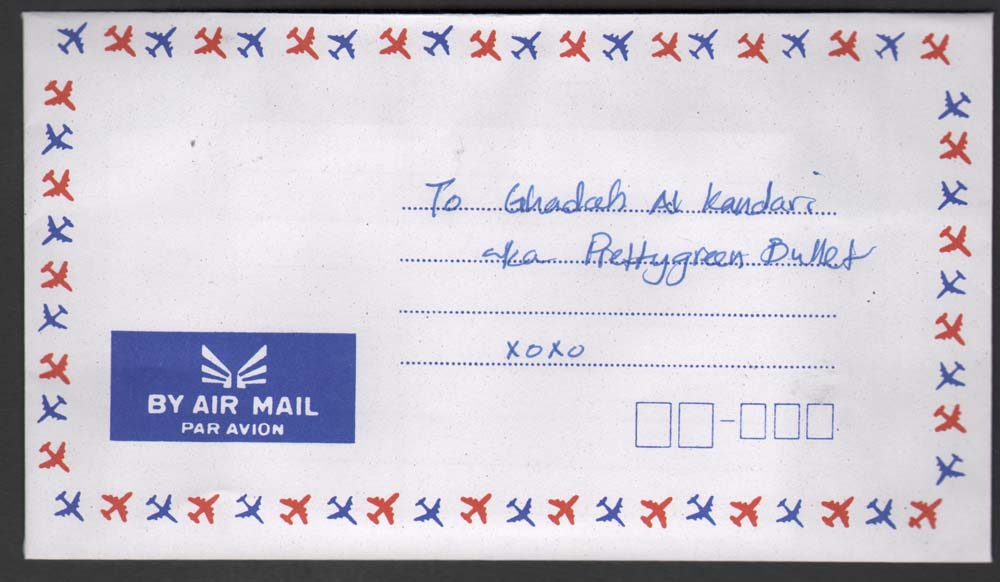 To Ghadah Al Kandari
aka Prettygreen Bullet
xoxo
BY AIR MAIL
PAR AVION